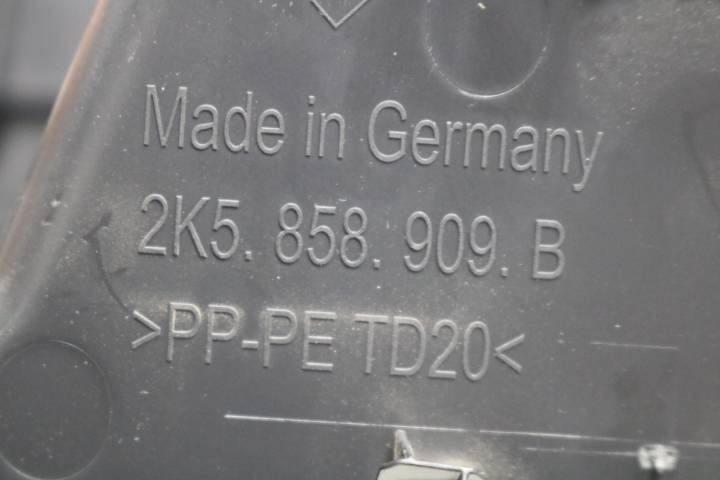 Made in Germany
2K5. 858. 909. B
>PP-PE TD20<